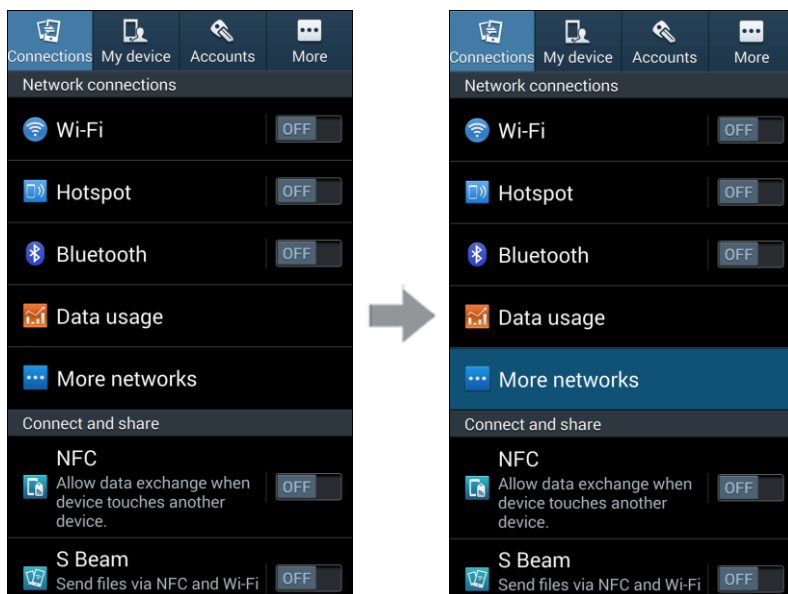 Connections My device Accounts More
Network connections
Wi-Fi OFF
Hotspot OFF
Bluetooth OFF
Data usage
More networks
Connect and share
NFC
Allow data exchange when
device touches another
device.
OFF
S Beam
Send files via NFC and Wi-Fi OFF
Connections My device Accounts More
Network connections
Wi-Fi OFF
Hotspot OFF
Bluetooth OFF
Data usage
More networks
Connect and share
NFC
Allow data exchange when
device touches another
device.
OFF
S Beam
Send files via NFC and Wi-Fi OFF